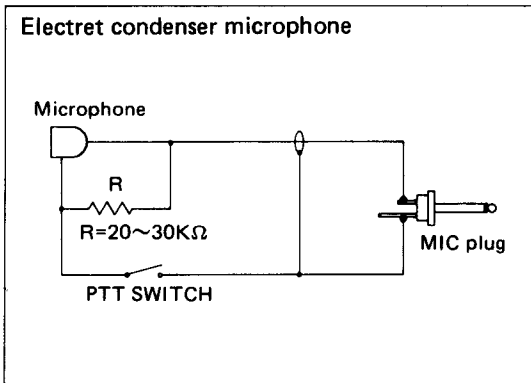 Electret condenser microphone
Microphone
R
R=20～30KΩ
MIC plug
PTT SWITCH